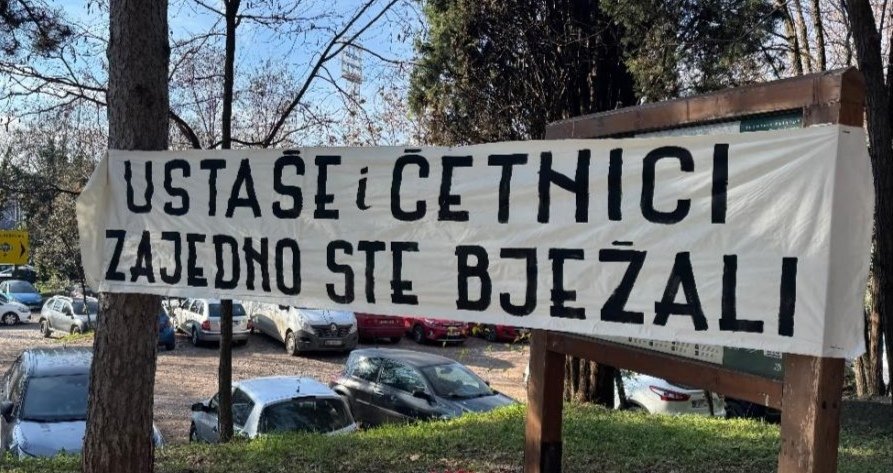 USTAŠE i ČETNICI
ZAJEDNO STE BJEŽALI